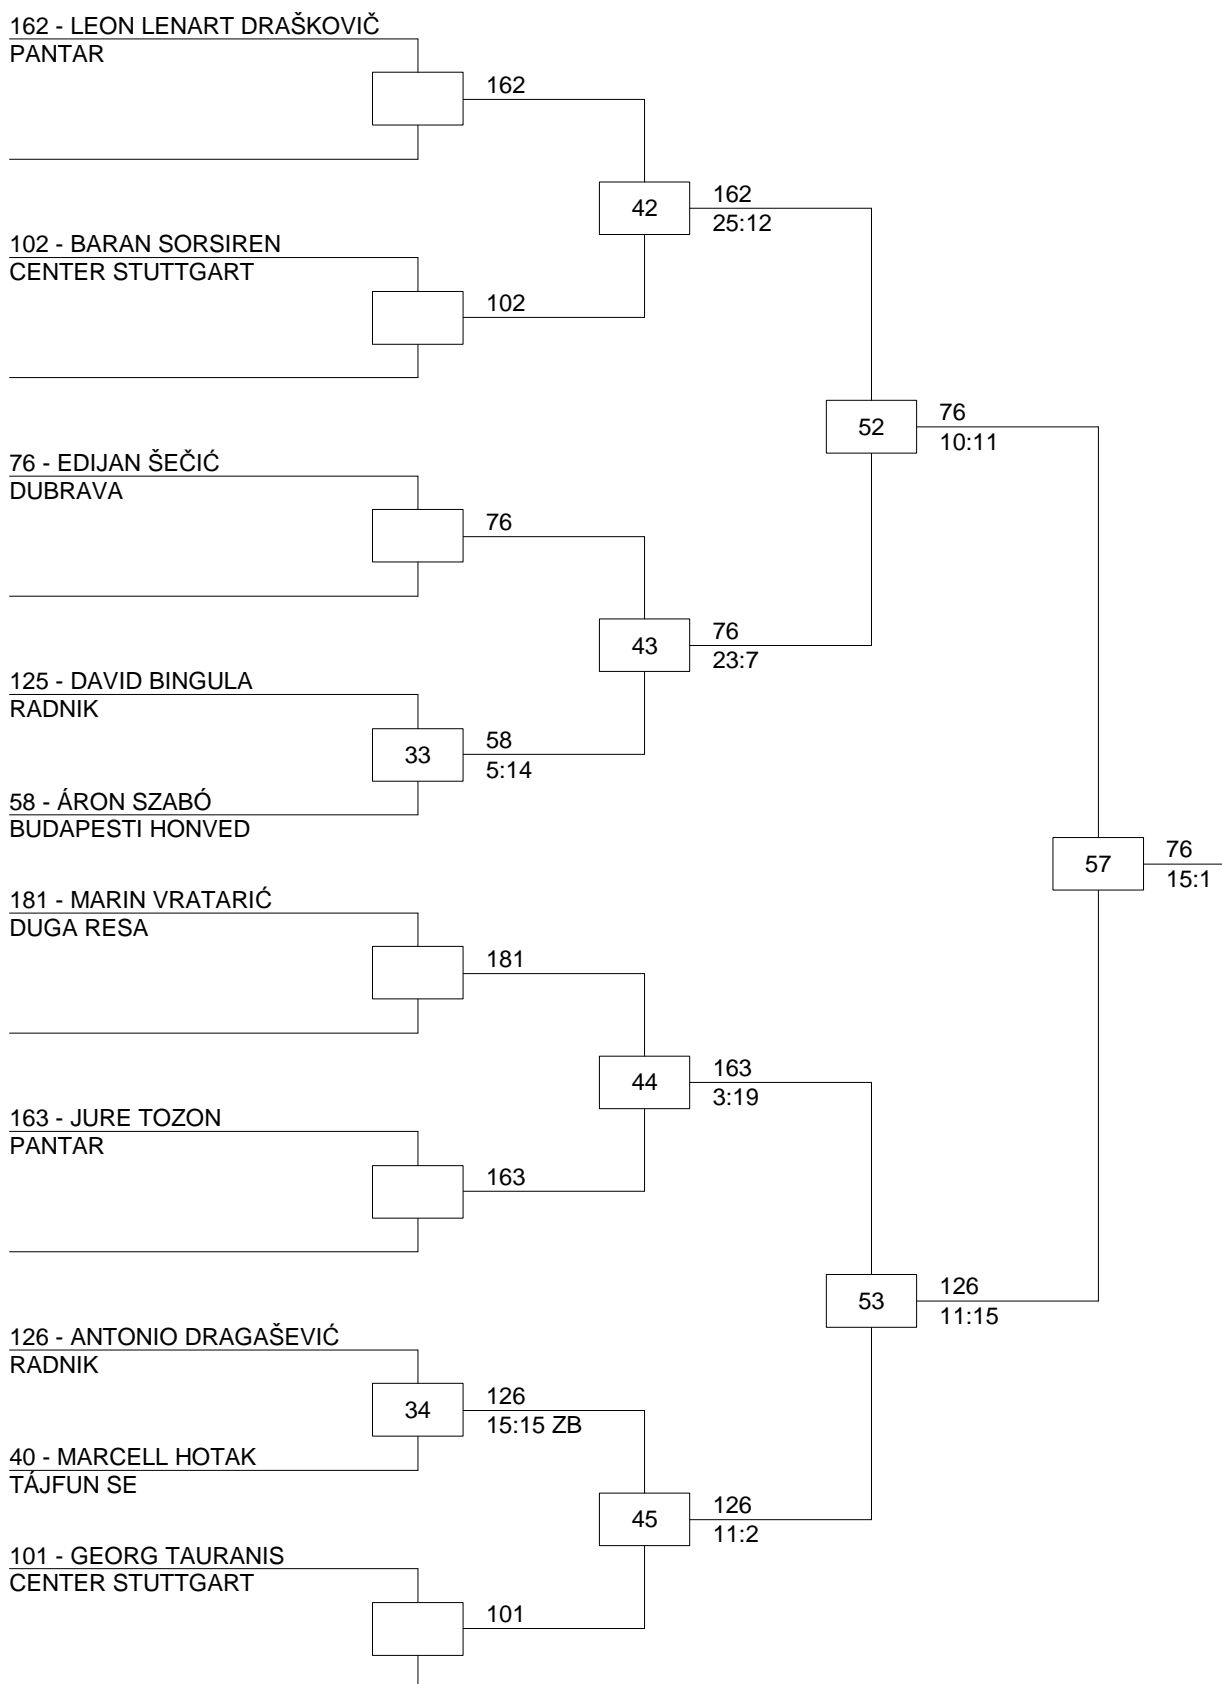 162 - LEON LENART DRAŠKOVIČ
PANTAR
162
42
162
25:12
102 - BARAN SORSIREN
CENTER STUTTGART
102
52
76
10:11
76 - EDIJAN ŠEČIĆ
DUBRAVA
76
43
76
23:7
125 - DAVID BINGULA
RADNIK
33
58
5:14
58 - ÁRON SZABÓ
BUDAPESTI HONVED
57
76
15:1
181 - MARIN VRATARIĆ
DUGA RESA
181
44
163
3:19
163 - JURE TOZON
PANTAR
163
53
126
11:15
126 - ANTONIO DRAGAŠEVIĆ
RADNIK
34
126
15:15 ZB
40 - MARCELL HOTAK
TÁJFUN SE
45
126
11:2
101 - GEORG TAURANIS
CENTER STUTTGART
101